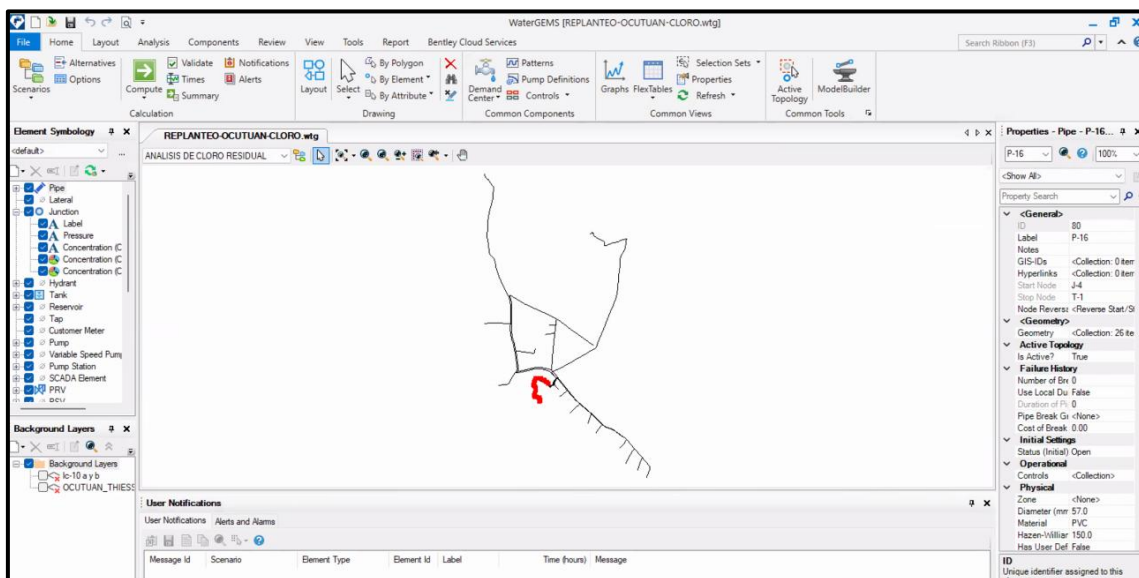 WaterGEMS [REPLANTEO-OCUTUAN-CLORO.wtg]
File Home Layout Analysis Components Review View Tools Report Bentley Cloud Services Search Ribbon (F3)
Scenarios Alternatives Options
Compute Validate Times Summary Notifications Alerts
Layout Select By Polygon By Element By Attribute
Demand Center Patterns Pump Definitions Controls
Graphs FlexTables Selection Sets Properties Refresh
Active Topology ModelBuilder
Calculation Drawing Common Components Common Views Common Tools
Element Symbology
<default>
...
Pipe
Lateral
Junction
Label
Pressure
Concentration (C
Concentration (C
Concentration (C
Hydrant
Tank
Reservoir
Tap
Customer Meter
Pump
Variable Speed Pump
Pump Station
SCADA Element
PRV
PSV
Background Layers
Background Layers
lc-10 a y b
OCUTUAN_THIESS
REPLANTEO-OCUTUAN-CLORO.wtg
ANALISIS DE CLORO RESIDUAL
User Notifications
User Notifications Alerts and Alarms
Message Id Scenario Element Type Element Id Label Time (hours) Message
Properties - Pipe - P-16...
P-16 100%
<Show All>
Property Search
<General>
ID 80
Label P-16
Notes
GIS-IDs <Collection: 0 item
Hyperlinks <Collection: 0 item
Start Node J-4
Stop Node T-1
Node Reversa <Reverse Start/St
<Geometry>
Geometry <Collection: 26 ite
Active Topology
Is Active? True
Failure History
Number of Bre 0
Use Local Du False
Duration of Pi 0
Pipe Break Gr <None>
Cost of Break 0.00
Initial Settings
Status (Initial) Open
Operational
Controls <Collection>
Physical
Zone <None>
Diameter (mm 57.0
Material PVC
Hazen-Williar 150.0
Has User Def False
ID
Unique identifier assigned to this